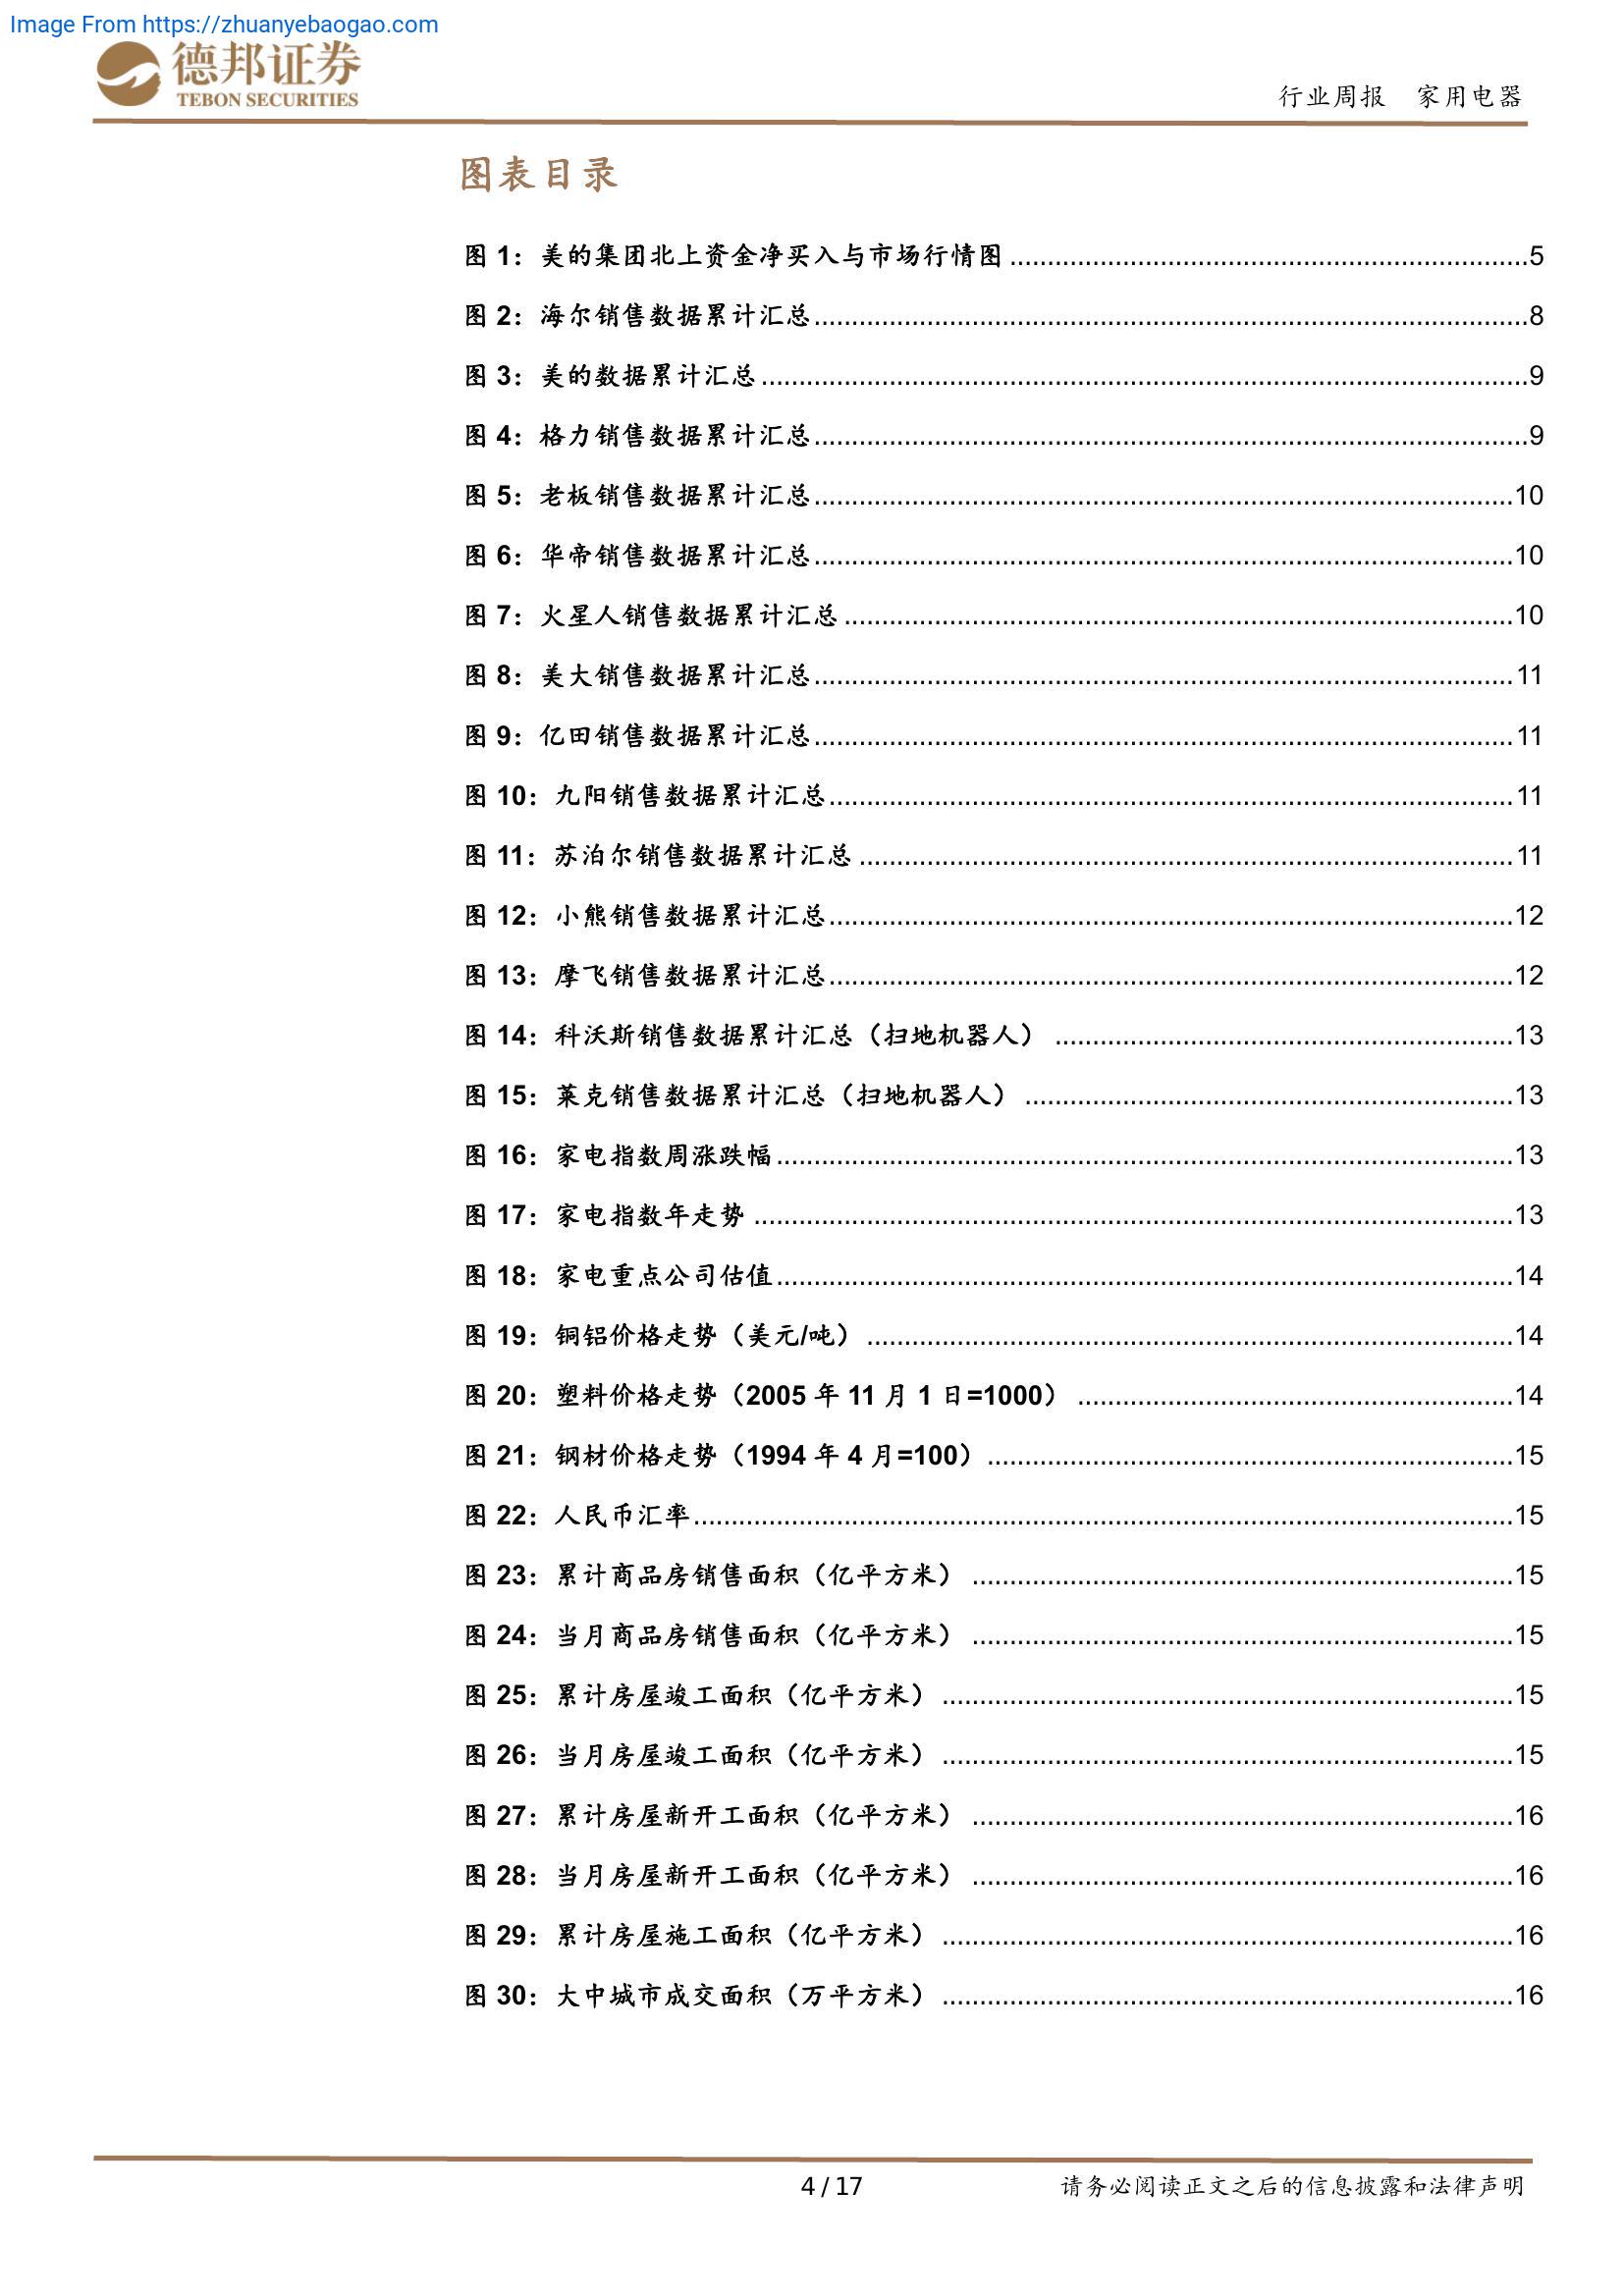 Image From https://zhuanyebaogao.com
德邦证券
TEBON SECURITIES
行业周报 家用电器
图表目录
图 1：美的集团北上资金净买入与市场行情图 5
图 2：海尔销售数据累计汇总 8
图 3：美的数据累计汇总 9
图 4：格力销售数据累计汇总 9
图 5：老板销售数据累计汇总 10
图 6：华帝销售数据累计汇总 10
图 7：火星人销售数据累计汇总 10
图 8：美大销售数据累计汇总 11
图 9：亿田销售数据累计汇总 11
图 10：九阳销售数据累计汇总 11
图 11：苏泊尔销售数据累计汇总 11
图 12：小熊销售数据累计汇总 12
图 13：摩飞销售数据累计汇总 12
图 14：科沃斯销售数据累计汇总（扫地机器人） 13
图 15：莱克销售数据累计汇总（扫地机器人） 13
图 16：家电指数周涨跌幅 13
图 17：家电指数年走势 13
图 18：家电重点公司估值 14
图 19：铜铝价格走势（美元/吨） 14
图 20：塑料价格走势（2005 年 11 月 1 日=1000） 14
图 21：钢材价格走势（1994 年 4 月=100） 15
图 22：人民币汇率 15
图 23：累计商品房销售面积（亿平方米） 15
图 24：当月商品房销售面积（亿平方米） 15
图 25：累计房屋竣工面积（亿平方米） 15
图 26：当月房屋竣工面积（亿平方米） 15
图 27：累计房屋新开工面积（亿平方米） 16
图 28：当月房屋新开工面积（亿平方米） 16
图 29：累计房屋施工面积（亿平方米） 16
图 30：大中城市成交面积（万平方米） 16
4 / 17
请务必阅读正文之后的信息披露和法律声明